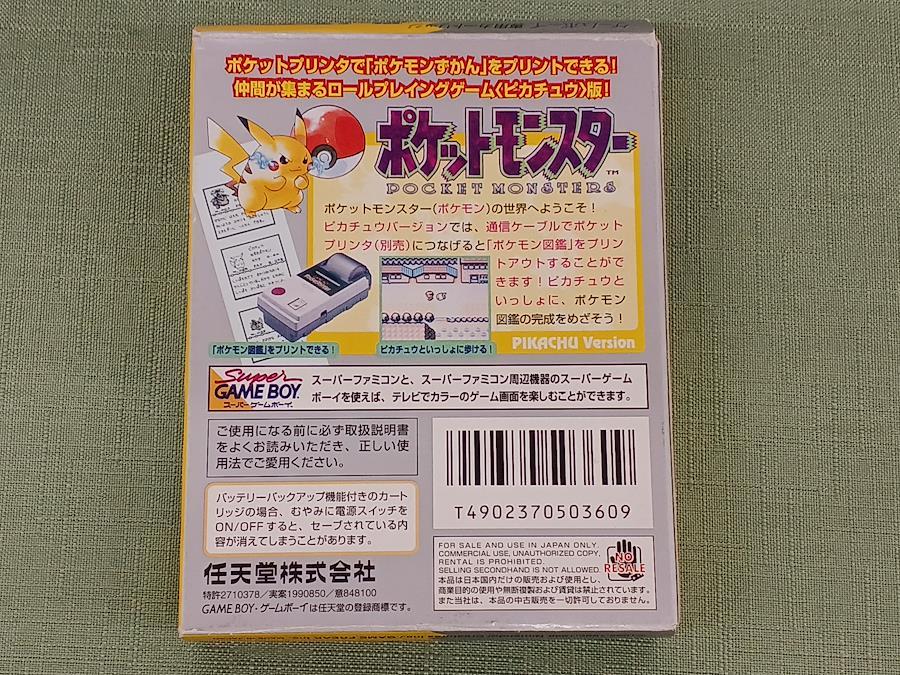 ポケットプリンタで「ポケモンずかん」をプリントできる!
仲間が集まるロールプレイングゲーム〈ピカチュウ〉版!
ポケットモンスター
TM
POCKET MONSTERS
ポケットモンスター(ポケモン)の世界へようこそ!
ピカチュウバージョンでは、通信ケーブルでポケット
プリンタ(別売)につなげると「ポケモン図鑑」をプリン
トアウトすることがで
きます!ピカチュウと
いっしょに、ポケモン
図鑑の完成をめざそう!
「ポケモン図鑑」をプリントできる!
ピカチュウといっしょに歩ける!
PIKACHU Version
Super
GAME BOY
スーパーゲームボーイ
スーパーファミコンと、スーパーファミコン周辺機器のスーパーゲーム
ボーイを使えば、テレビでカラーのゲーム画面を楽しむことができます。
ご使用になる前に必ず取扱説明書
をよくお読みいただき、正しい使
用法でご愛用ください。
バッテリーバックアップ機能付きのカート
リッジの場合、むやみに電源スイッチを
ON/OFFすると、セーブされている内容
が消えてしまうことがあります。
T4902370503609
任天堂株式会社
特許2710378/実案1990850/意848100
GAME BOY・ゲームボーイは任天堂の登録商標です。
FOR SALE AND USE IN JAPAN ONLY.
COMMERCIAL USE, UNAUTHORIZED COPY,
RENTAL IS PROHIBITED.
SELLING SECONDHAND IS NOT ALLOWED.
本品は日本国内だけの販売および使用とし、
商業目的の使用や無断複製および賃貸は禁止されています。
また当社は、本品の中古販売を一切許可しておりません。
NO
RESALE